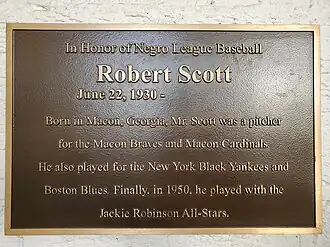 In Honor of Negro League Baseball
Robert Scott
June 22, 1930 -
Born in Macon, Georgia, Mr. Scott was a pitcher
for the Macon Braves and Macon Cardinals.
He also played for the New York Black Yankees and
Boston Blues. Finally, in 1950, he played with the
Jackie Robinson All-Stars.